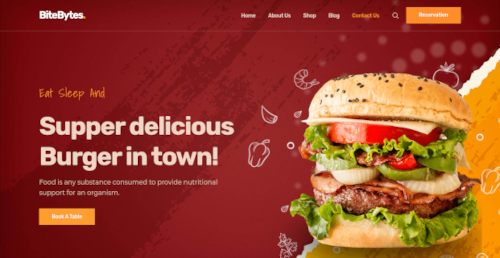 BiteBytes.
Home About Us Shop Blog Contact Us Reservation
Eat Sleep And
Supper delicious
Burger in town!
Food is any substance consumed to provide nutritional
support for an organism.
Book A Table